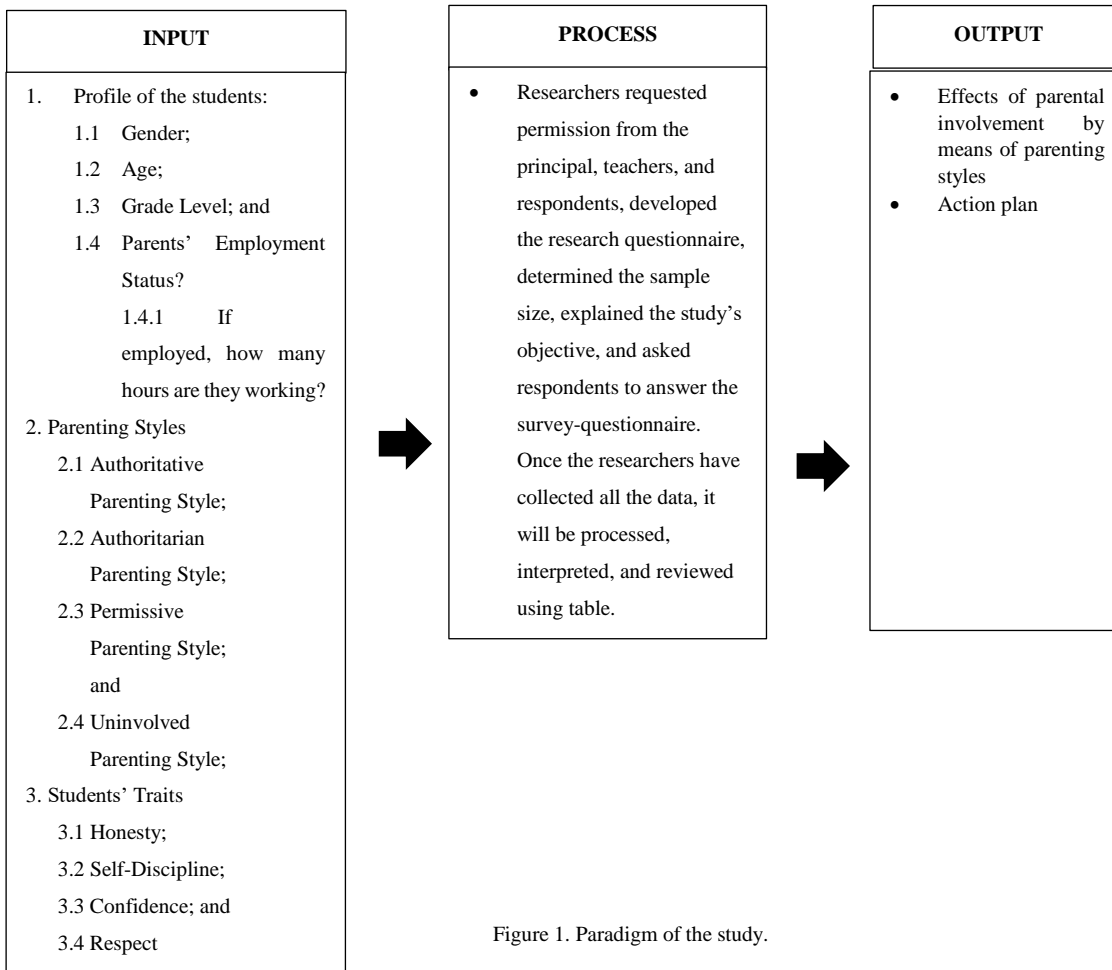 INPUT
1. Profile of the students:
1.1 Gender;
1.2 Age;
1.3 Grade Level; and
1.4 Parents’ Employment
Status?
1.4.1 If
employed, how many
hours are they working?
2. Parenting Styles
2.1 Authoritative
Parenting Style;
2.2 Authoritarian
Parenting Style;
2.3 Permissive
Parenting Style;
and
2.4 Uninvolved
Parenting Style;
3. Students’ Traits
3.1 Honesty;
3.2 Self-Discipline;
3.3 Confidence; and
3.4 Respect
PROCESS
• Researchers requested
permission from the
principal, teachers, and
respondents, developed
the research questionnaire,
determined the sample
size, explained the study’s
objective, and asked
respondents to answer the
survey-questionnaire.
Once the researchers have
collected all the data, it
will be processed,
interpreted, and reviewed
using table.
OUTPUT
• Effects of parental
involvement by
means of parenting
styles
• Action plan
Figure 1. Paradigm of the study.